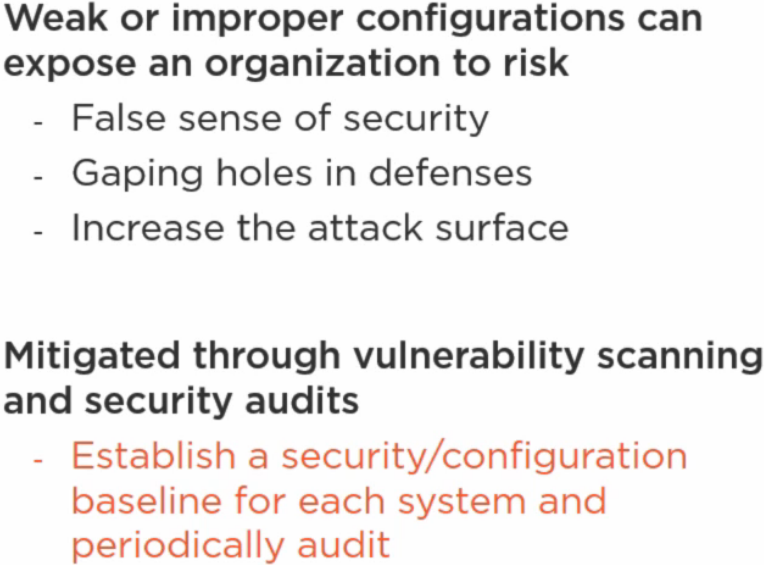 Weak or improper configurations can
expose an organization to risk
- False sense of security
- Gaping holes in defenses
- Increase the attack surface
Mitigated through vulnerability scanning
and security audits
- Establish a security/configuration
baseline for each system and
periodically audit